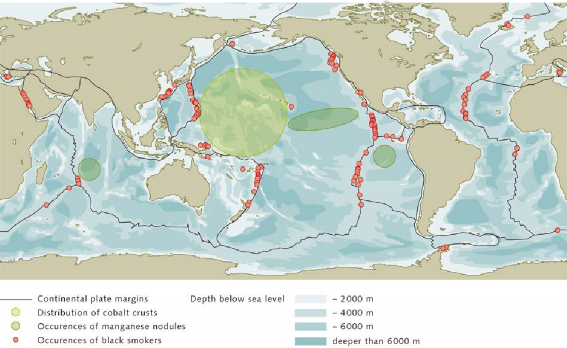 Continental plate margins
Distribution of cobalt crusts
Occurences of manganese nodules
Occurences of black smokers
Depth below sea level
– 2000 m
– 4000 m
– 6000 m
deeper than 6000 m